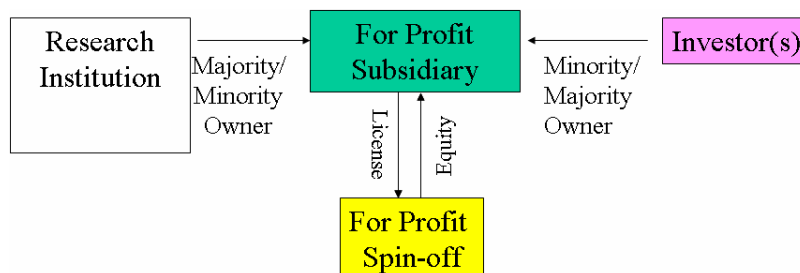 Research
Institution
Majority/
Minority
Owner
For Profit
Subsidiary
Minority/
Majority
Owner
Investor(s)
License
Equity
For Profit
Spin-off